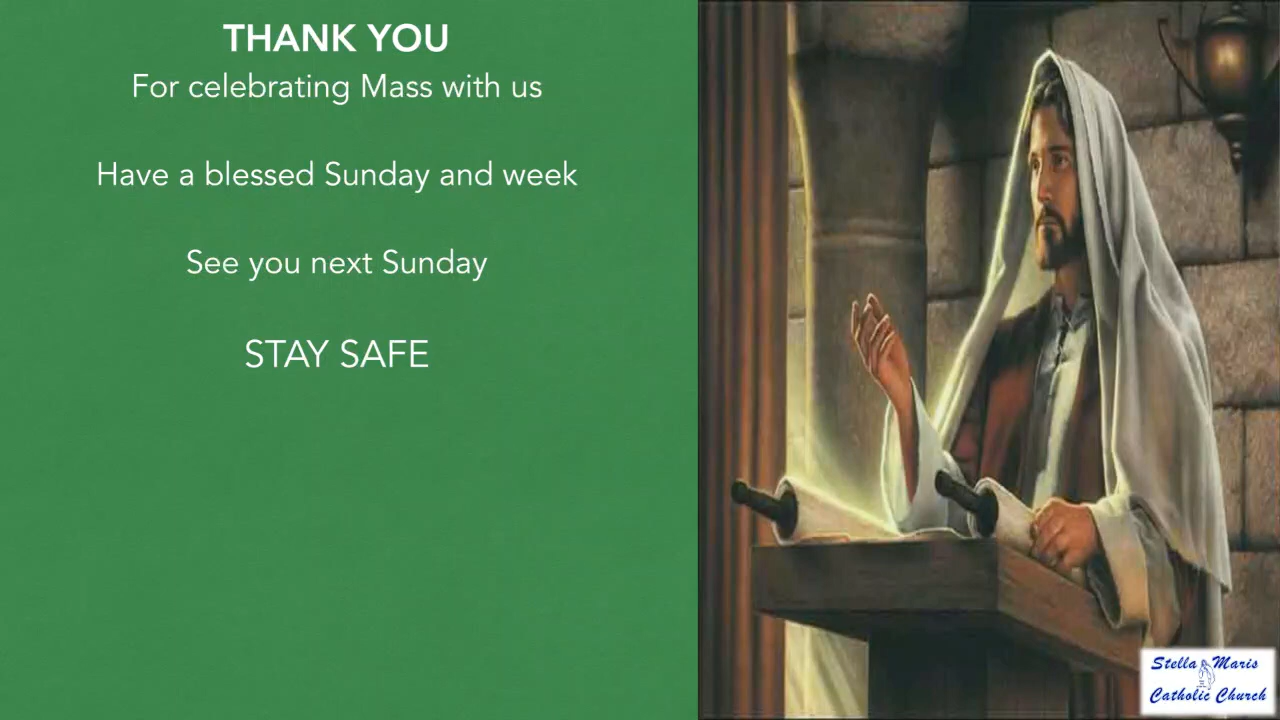 THANK YOU
For celebrating Mass with us
Have a blessed Sunday and week
See you next Sunday
STAY SAFE
Stella Maris
Catholic Church